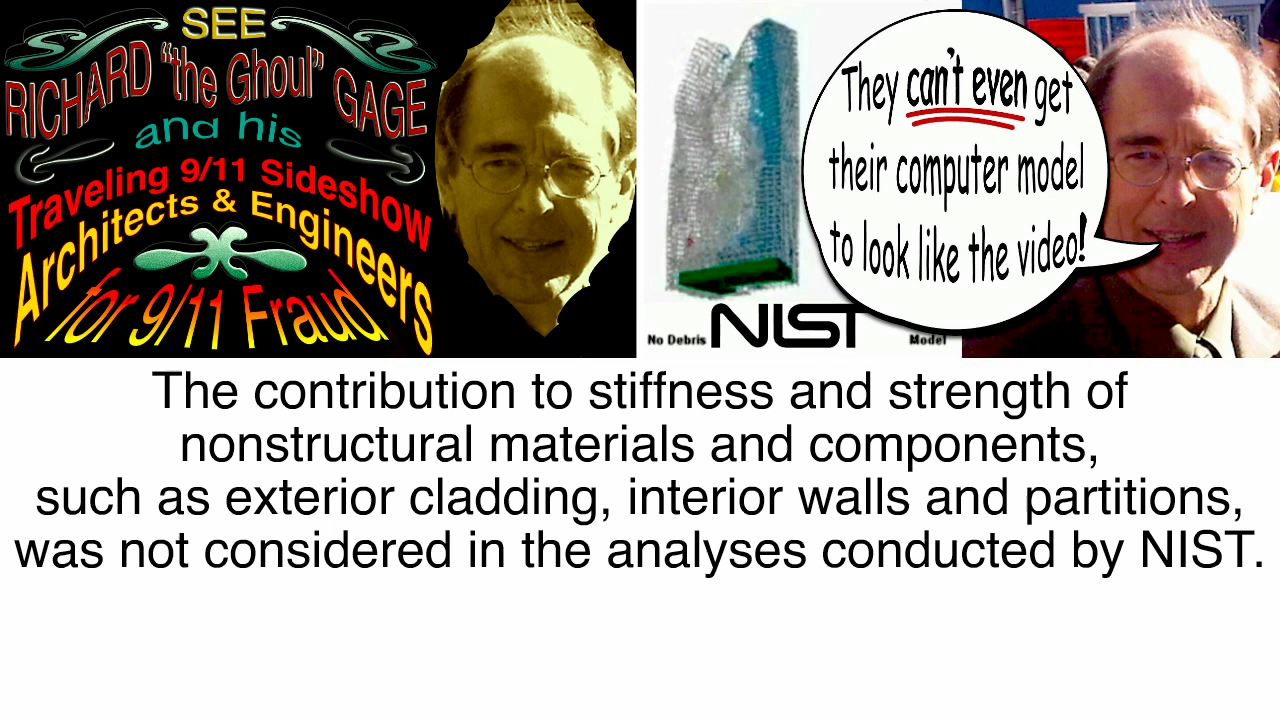 SEE
RICHARD "the Ghoul" GAGE
and his
Traveling 9/11 Sideshow
Architects & Engineers
for 9/11 Fraud
They can't even get
their computer model
to look like the video!
No Debris
NIST
Model
The contribution to stiffness and strength of
nonstructural materials and components,
such as exterior cladding, interior walls and partitions,
was not considered in the analyses conducted by NIST.